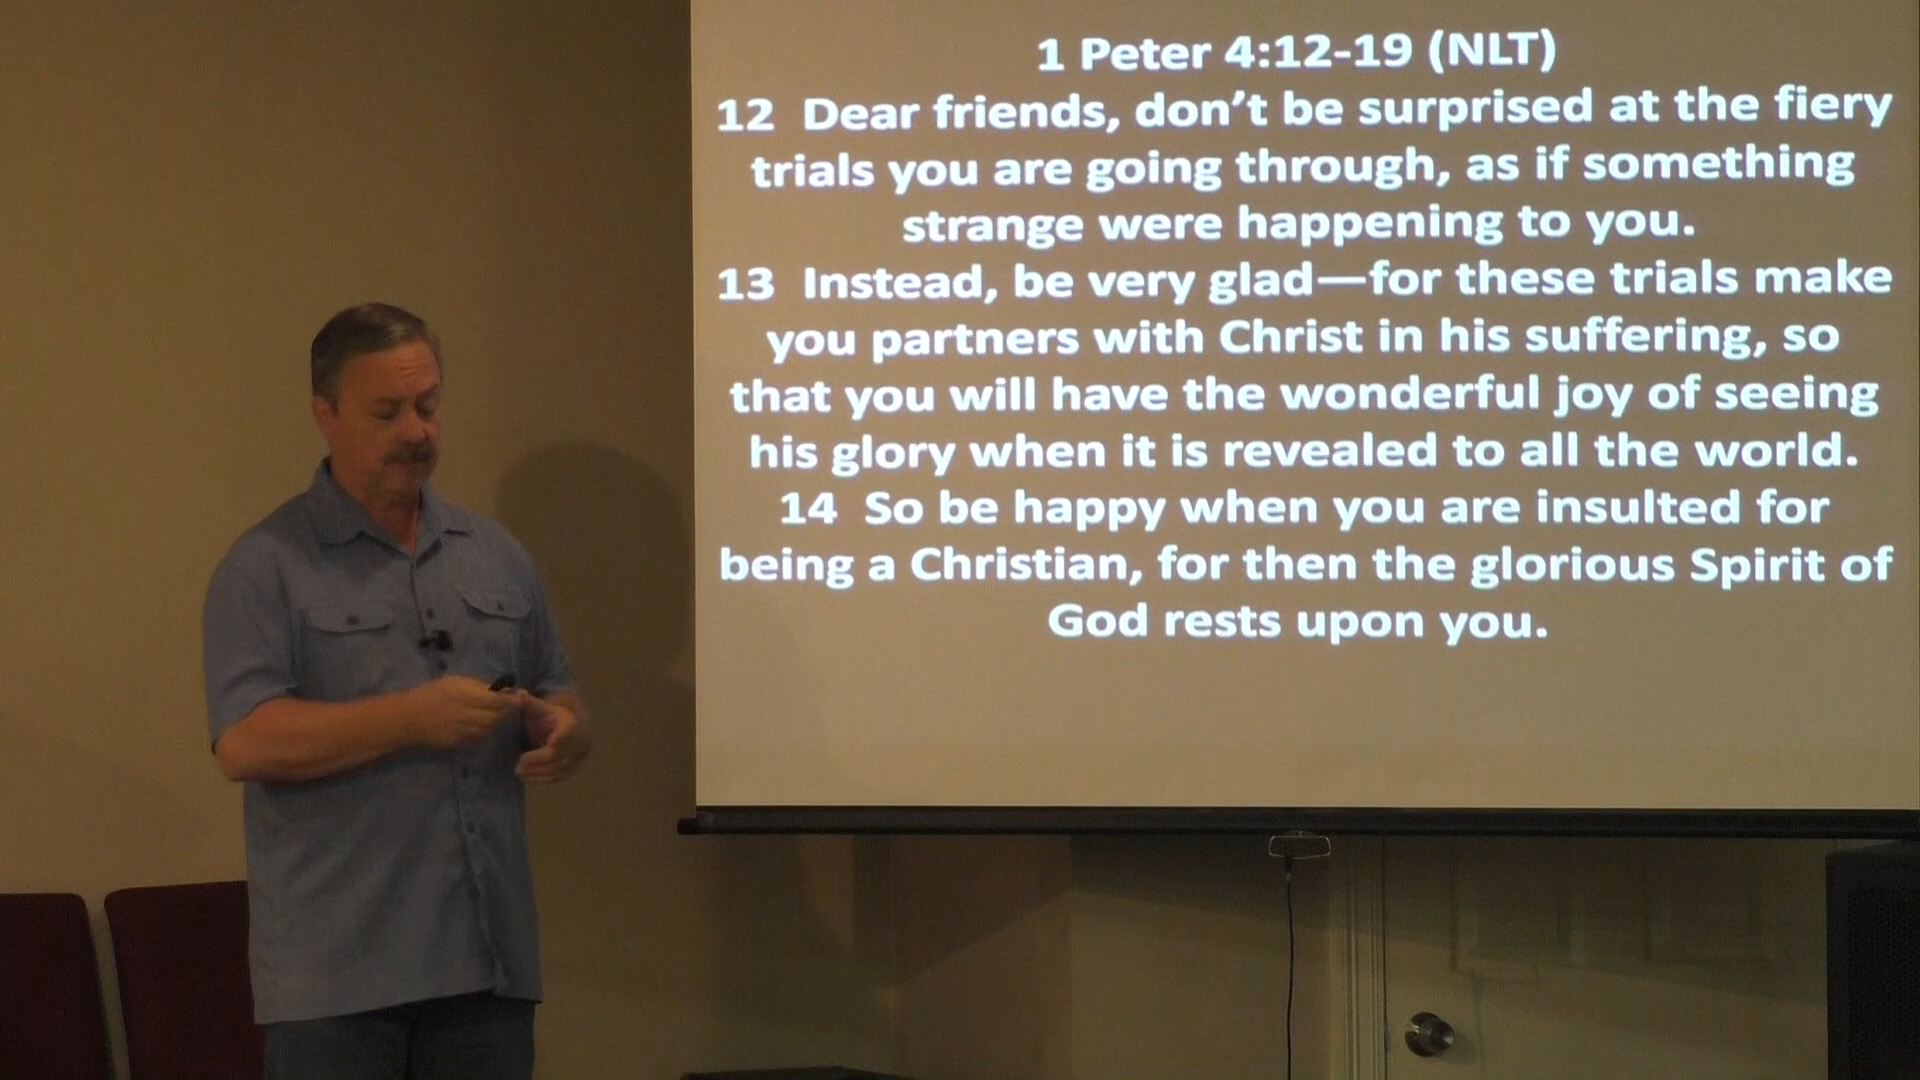 1 Peter 4:12-19 (NLT)
12  Dear friends, don’t be surprised at the fiery
trials you are going through, as if something
strange were happening to you.
13  Instead, be very glad—for these trials make
you partners with Christ in his suffering, so
that you will have the wonderful joy of seeing
his glory when it is revealed to all the world.
14  So be happy when you are insulted for
being a Christian, for then the glorious Spirit of
God rests upon you.